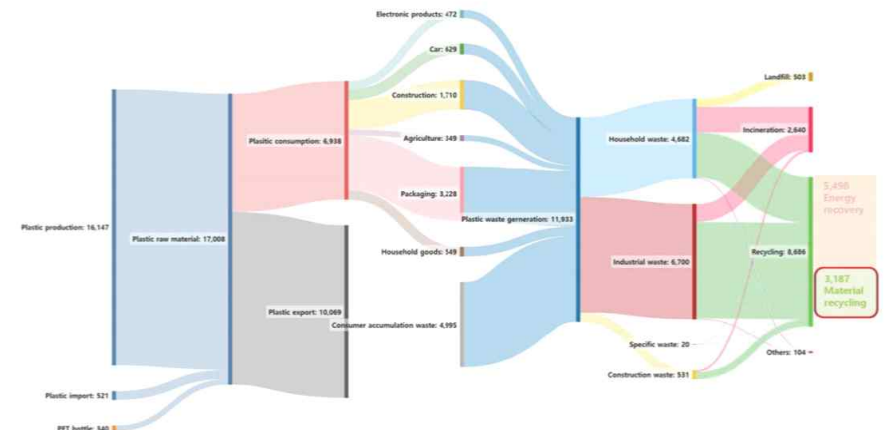 Electronic products: 472
Car: 629
Construction: 1,710
Agriculture: 349
Plasitic consumption: 6,938
Packaging: 3,228
Household goods: 549
Plastic production: 16,147
Plastic raw material: 17,008
Plastic export: 10,069
Consumer accumulation waste: 4,995
Plastic import: 521
PET bottle: 340
Plastic waste gerneration: 11,933
Household waste: 4,682
Industrial waste: 6,700
Specific waste: 20
Construction waste: 531
Landfill: 503
Incineration: 2,640
Recycling: 8,686
Others: 104
5,496
Energy
recovery
3,187
Material
recycling